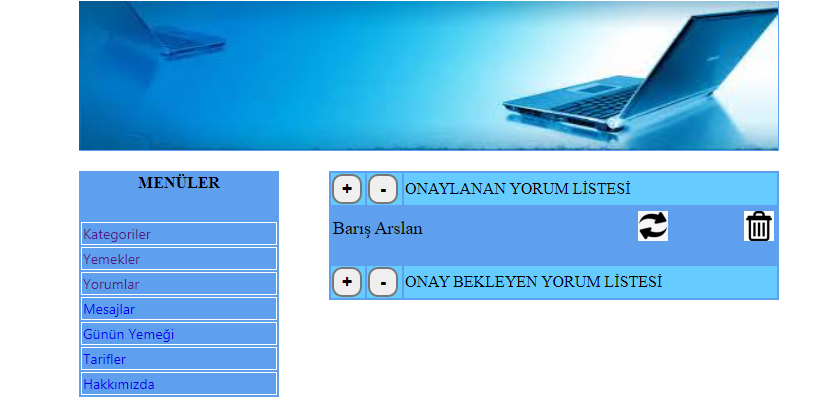 MENÜLER
Kategoriler
Yemekler
Yorumlar
Mesajlar
Günün Yemeği
Tarifler
Hakkımızda
+ - ONAYLANAN YORUM LİSTESİ
Barış Arslan
+ - ONAY BEKLEYEN YORUM LİSTESİ